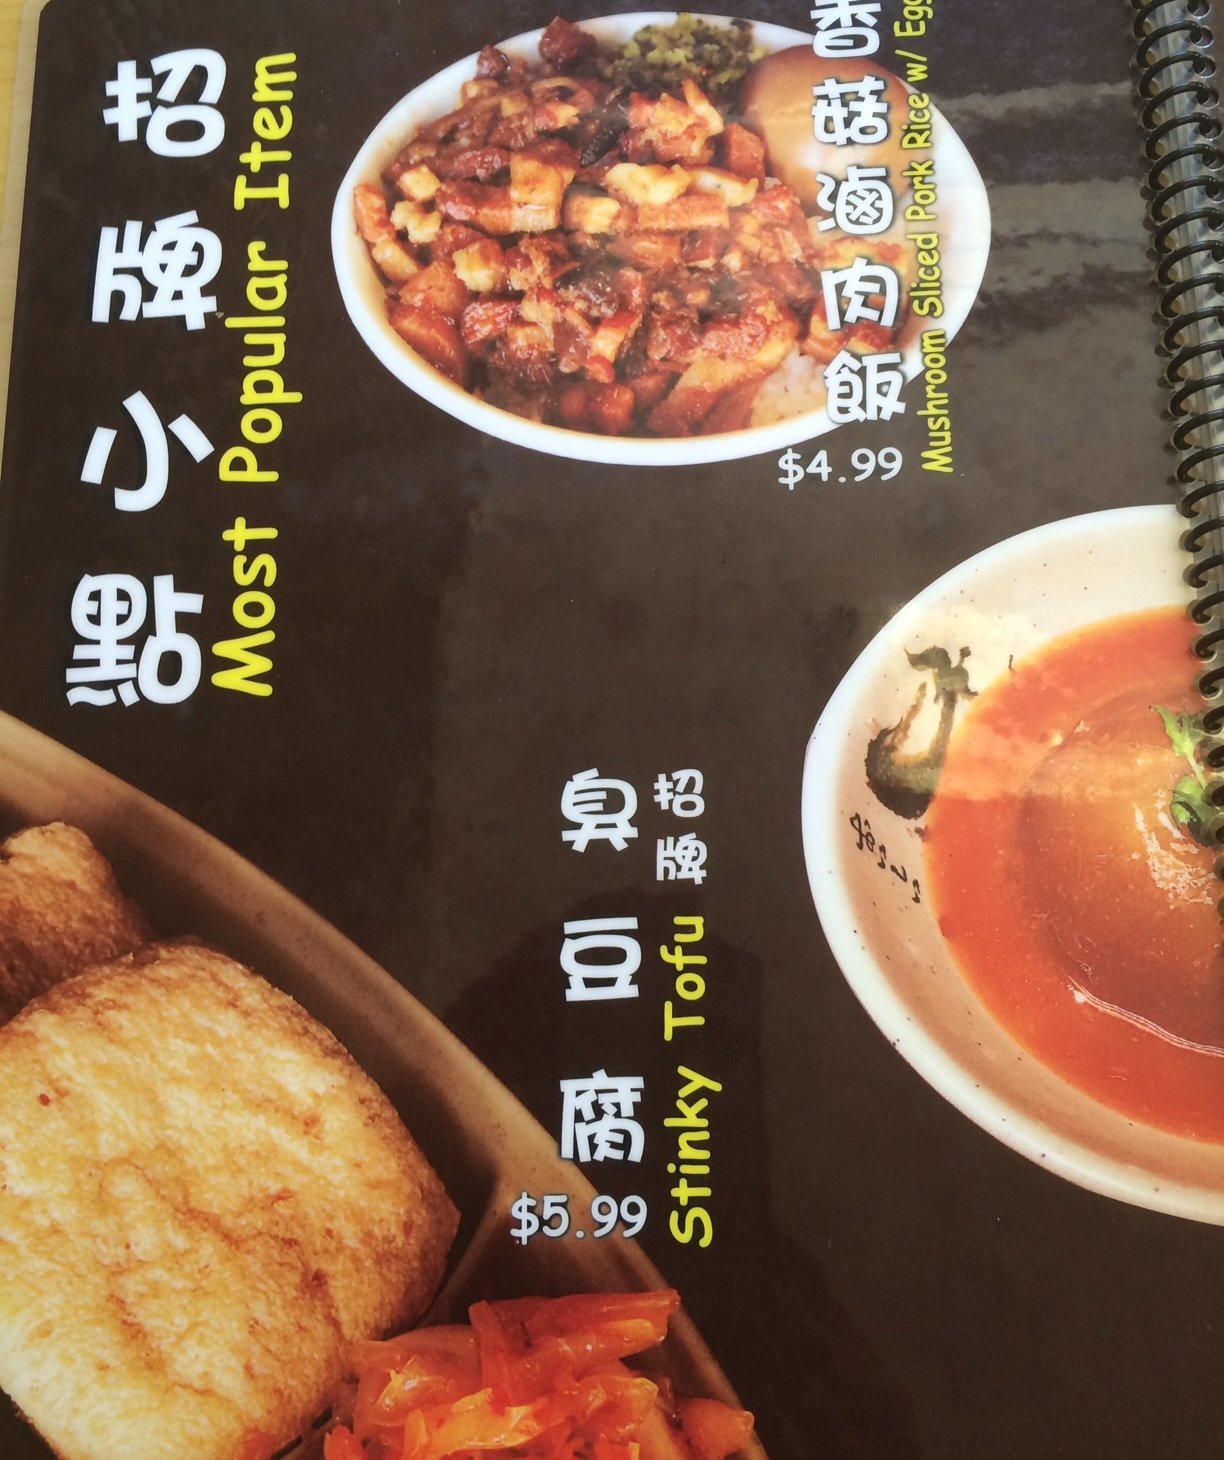 招牌小點
Most Popular Item
香菇滷肉飯
Mushroom Sliced Pork Rice w/ Egg
$4.99
招牌
臭豆腐
Stinky Tofu
$5.99